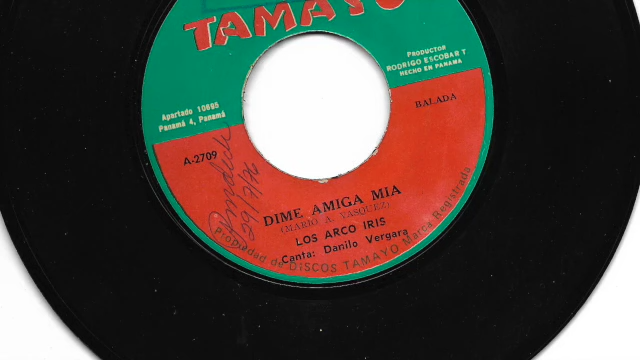 TAMAYO
PRODUCTOR
RODRIGO ESCOBAR T
HECHO EN PANAMA
Apartado 10685
Panamá 4, Panamá
BALADA
A-2709
DIME AMIGA MIA
(MARIO A. VASQUEZ)
LOS ARCO IRIS
Canta: Danilo Vergara
Propiedad de DISCOS TAMAYO Marca Registrada